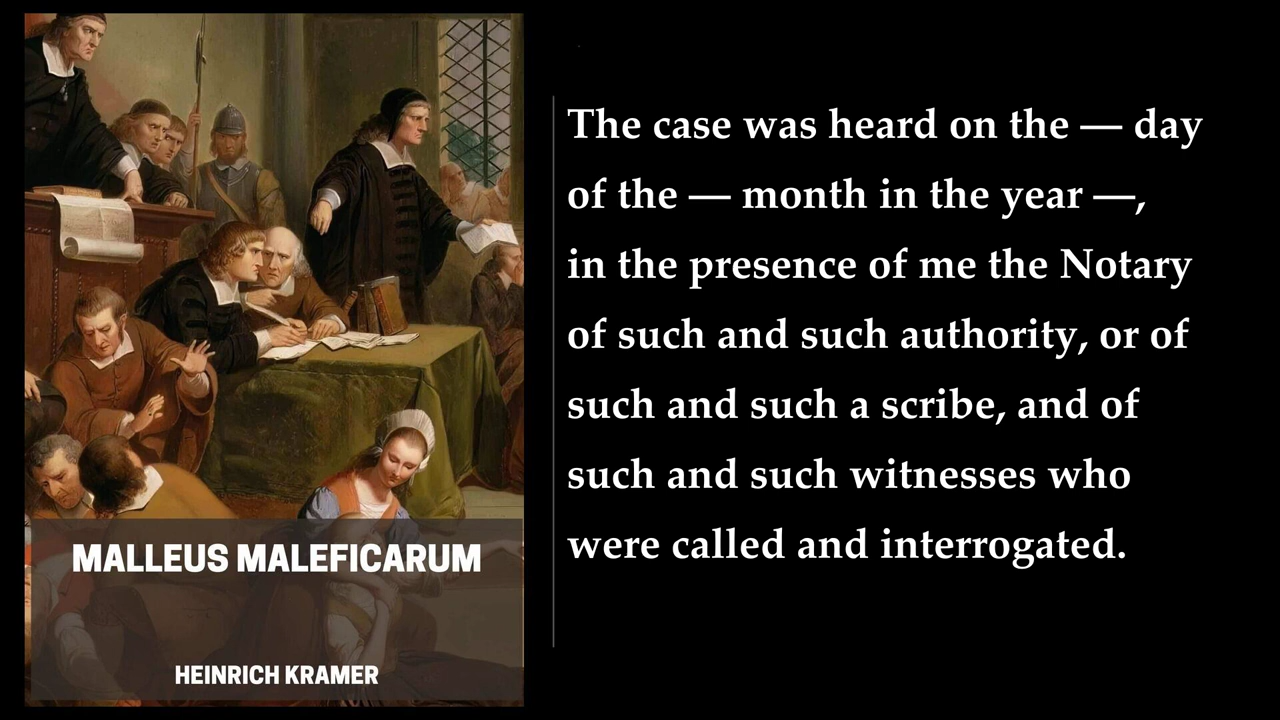 MALLEUS MALEFICARUM
HEINRICH KRAMER
The case was heard on the — day
of the — month in the year —,
in the presence of me the Notary
of such and such authority, or of
such and such a scribe, and of
such and such witnesses who
were called and interrogated.